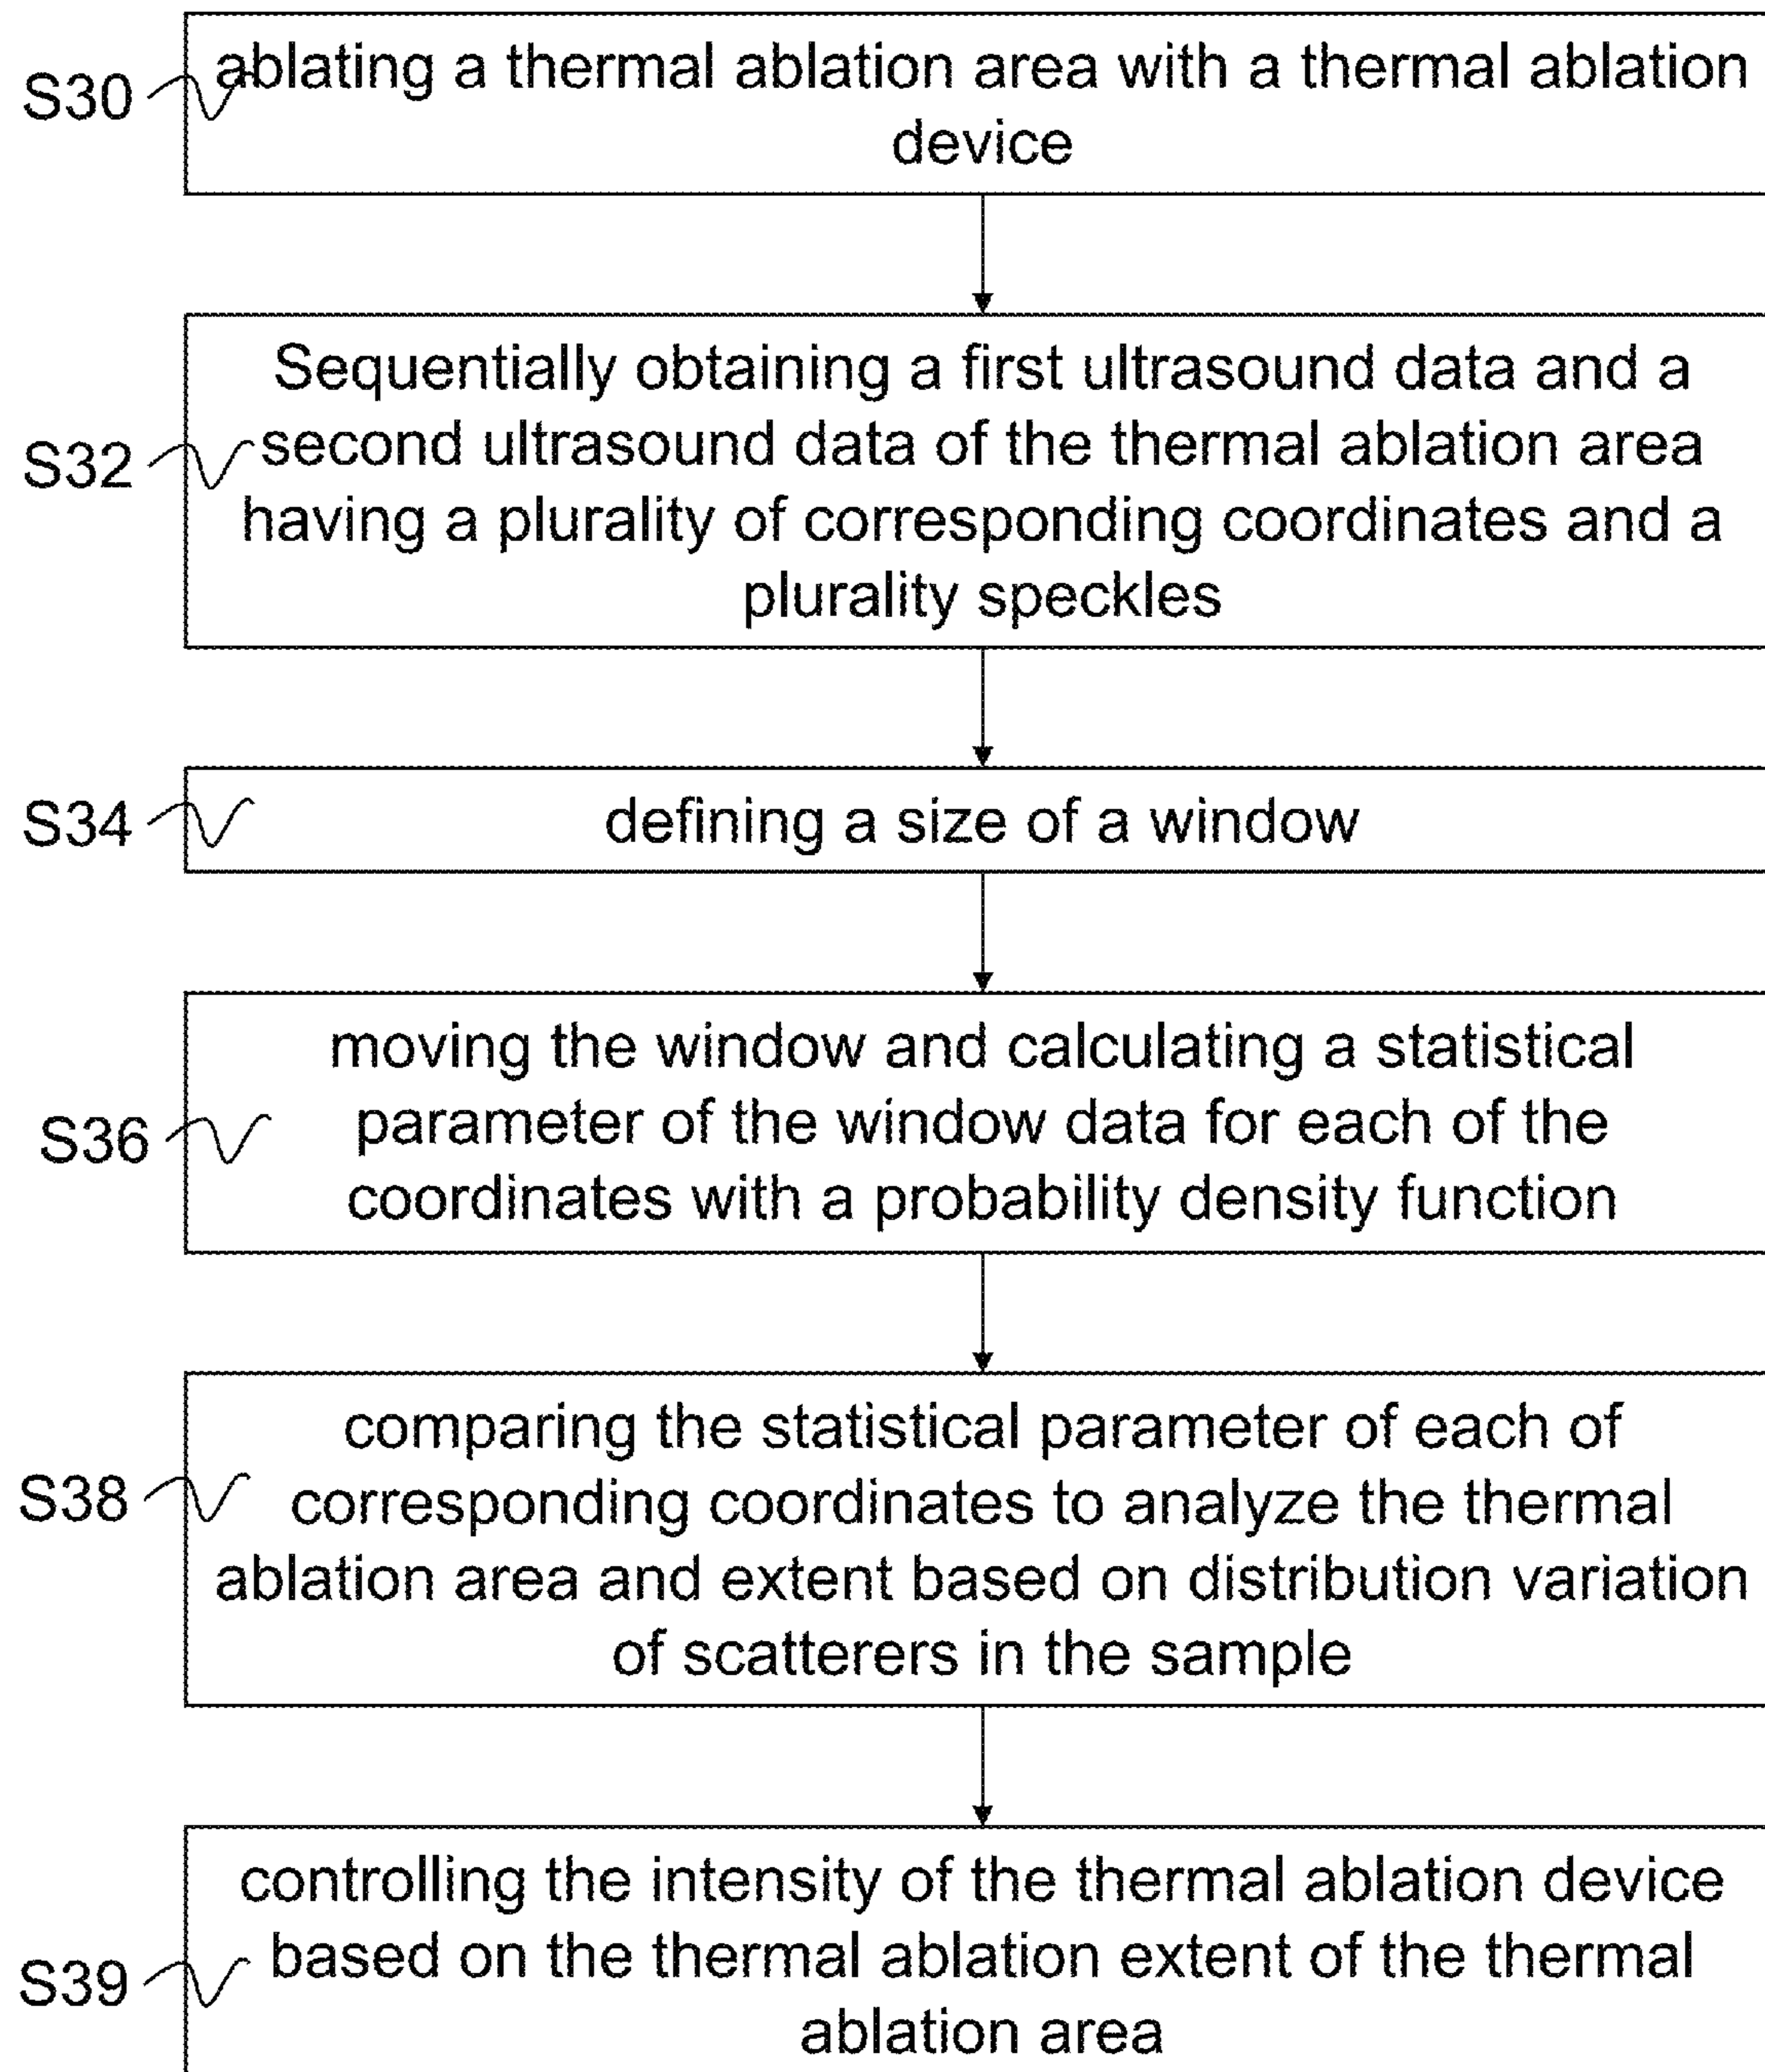 S30
ablating a thermal ablation area with a thermal ablation
device
Sequentially obtaining a first ultrasound data and a
S32
second ultrasound data of the thermal ablation area
having a plurality of corresponding coordinates and a
plurality speckles
S34
defining a size of a window
moving the window and calculating a statistical
S36
parameter of the window data for each of the
coordinates with a probability density function
comparing the statistical parameter of each of
S38
corresponding coordinates to analyze the thermal
ablation area and extent based on distribution variation
of scatterers in the sample
controlling the intensity of the thermal ablation device
S39
based on the thermal ablation extent of the thermal
ablation area